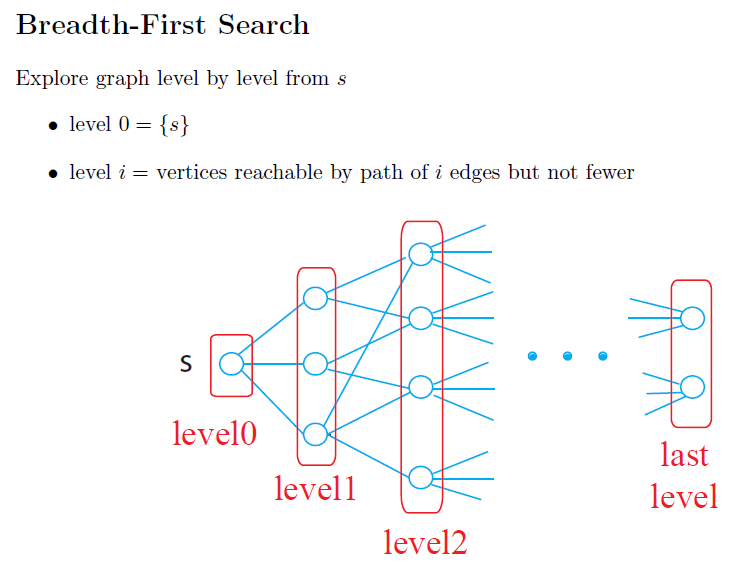 Breadth-First Search
Explore graph level by level from s
• level 0 = {s}
• level i = vertices reachable by path of i edges but not fewer
s
level0
level1
level2
last
level